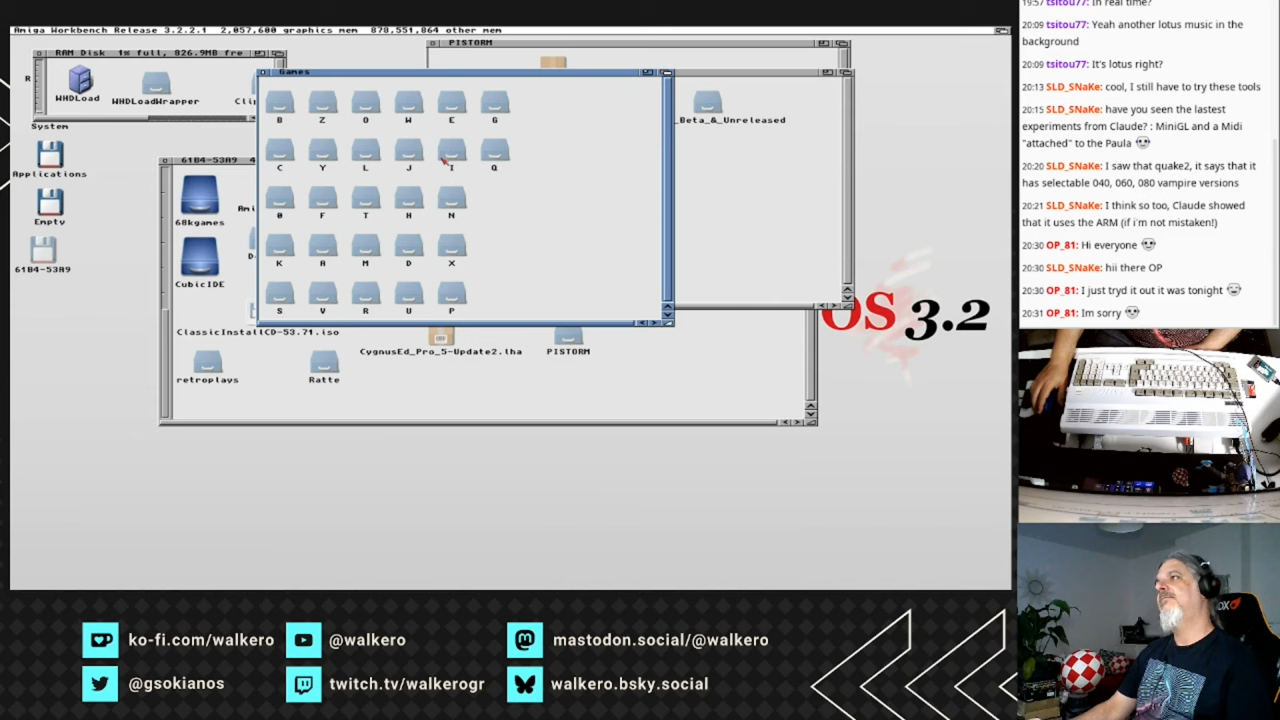 Amiga Workbench Release 3.2.2.1 2,057,600 graphics mem 878,551,864 other mem
RAM Disk 1% full, 826.9MB fre
PISTORM
R
WHDLoad
WHDLoadWrapper
Cli
System
Applications
Empty
61B4-53A9
Games
B Z O W E G
C Y L J I Q
0 F T H N
K A M D X
S V R U P
_Beta_&_Unreleased
61B4-53A9 4
68kgames
Ami
CubicIDE
D
ClassicInstallCD-53.71.iso
CygnusEd_Pro_5-Update2.lha
PISTORM
retroplays
Ratte
OS 3.2
19:57 tsitou77: In real time?
20:09 tsitou77: Yeah another lotus music in the
background
20:09 tsitou77: It's lotus right?
20:13 SLD_SNaKe: cool, I still have to try these tools
20:15 SLD_SNaKe: have you seen the lastest
experiments from Claude? : MiniGL and a Midi
"attached" to the Paula
20:20 SLD_SNaKe: I saw that quake2, it says that it
has selectable 040, 060, 080 vampire versions
20:21 SLD_SNaKe: I think so too, Claude showed
that it uses the ARM (if i'm not mistaken!)
20:30 OP_81: Hi everyone
20:30 SLD_SNaKe: hii there OP
20:30 OP_81: I just tryd it out it was tonight
20:31 OP_81: Im sorry
ko-fi.com/walkero
@walkero
mastodon.social/@walkero
@gsokianos
twitch.tv/walkerogr
walkero.bsky.social